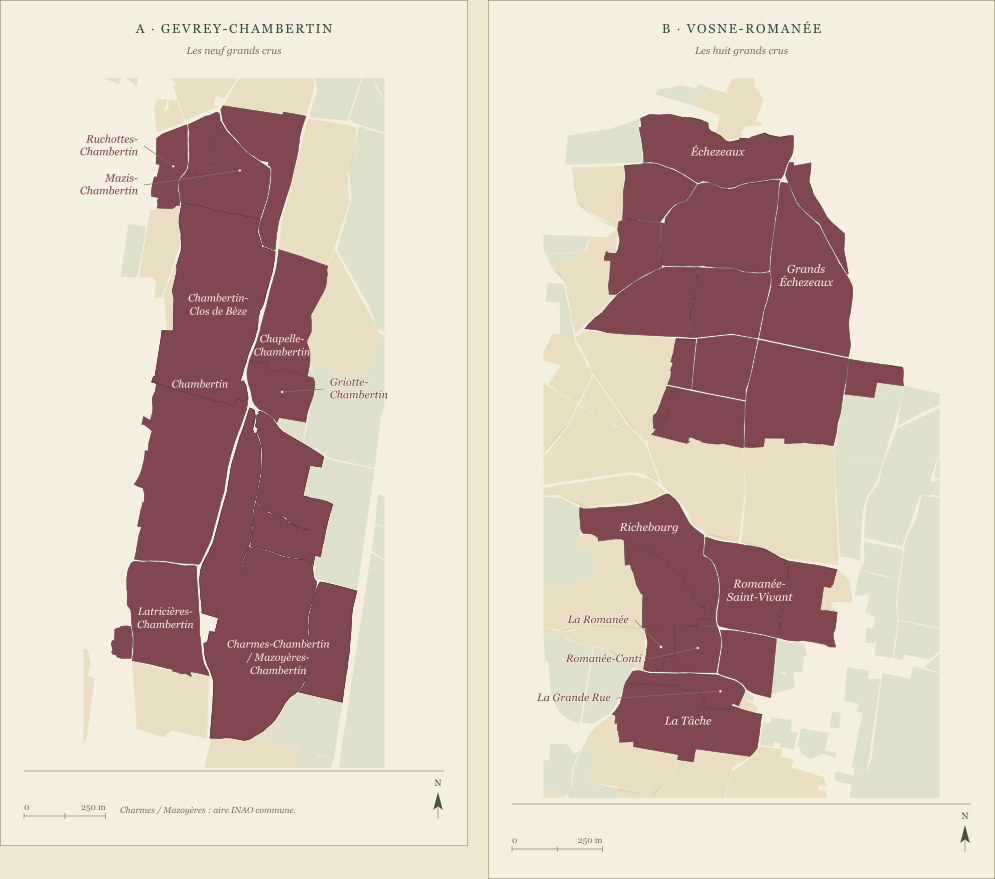 A · GEVREY-CHAMBERTIN
Les neuf grands crus
Ruchottes-
Chambertin
Mazis-
Chambertin
Chambertin-
Clos de Bèze
Chapelle-
Chambertin
Chambertin
Griotte-
Chambertin
Latricières-
Chambertin
Charmes-Chambertin
/ Mazoyères-
Chambertin
0 250 m
Charmes / Mazoyères : aire INAO commune.
N
B · VOSNE-ROMANÉE
Les huit grands crus
Échezeaux
Grands
Échezeaux
Richebourg
Romanée-
Saint-Vivant
La Romanée
Romanée-Conti
La Grande Rue
La Tâche
0 250 m
N